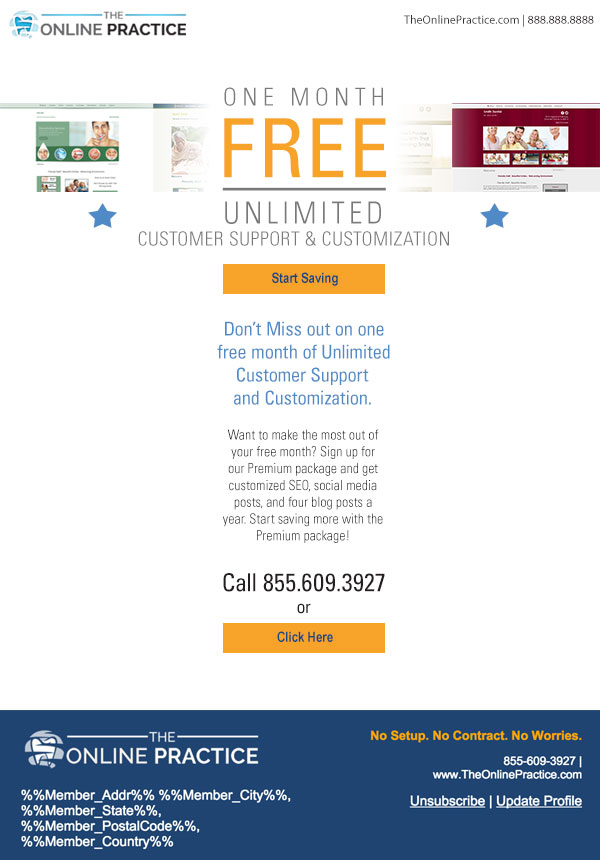 THE
ONLINE PRACTICE
TheOnlinePractice.com | 888.888.8888
ONE MONTH
FREE
UNLIMITED
CUSTOMER SUPPORT & CUSTOMIZATION
Start Saving
Don't Miss out on one
free month of Unlimited
Customer Support
and Customization.
Want to make the most out of
your free month? Sign up for
our Premium package and get
customized SEO, social media
posts, and four blog posts a
year. Start saving more with the
Premium package!
Call 855.609.3927
or
Click Here
THE
ONLINE PRACTICE
%%Member_Addr%% %%Member_City%%,
%%Member_State%%,
%%Member_PostalCode%%,
%%Member_Country%%
No Setup. No Contract. No Worries.
855-609-3927 |
www.TheOnlinePractice.com
Unsubscribe | Update Profile